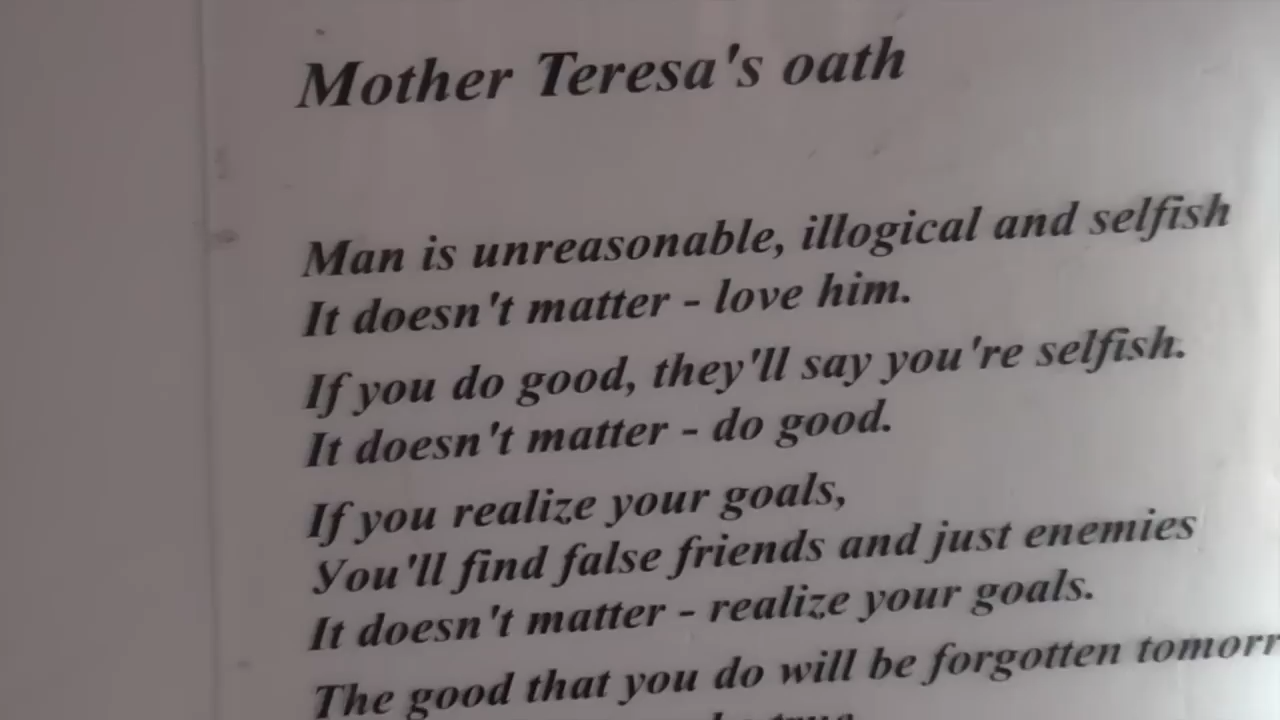 Mother Teresa's oath
Man is unreasonable, illogical and selfish
It doesn't matter - love him.
If you do good, they'll say you're selfish.
It doesn't matter - do good.
If you realize your goals,
You'll find false friends and just enemies
It doesn't matter - realize your goals.
The good that you do will be forgotten tomorr